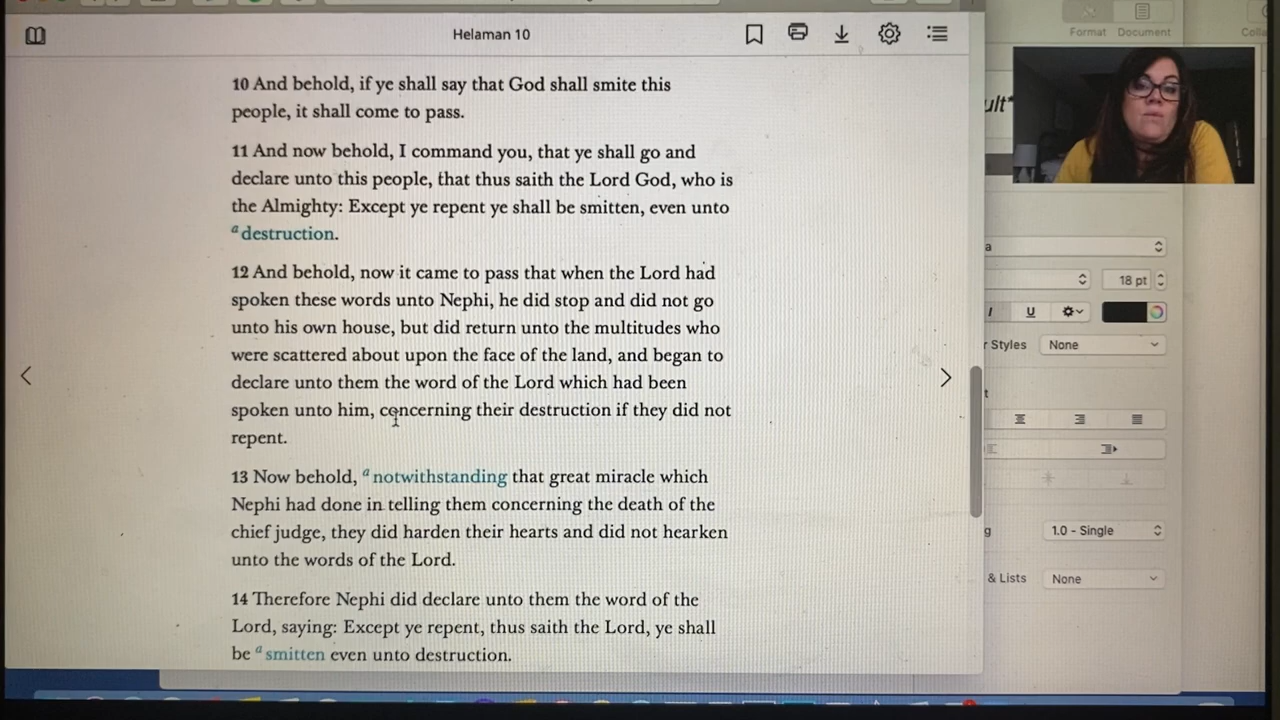 Helaman 10
Format Document
10 And behold, if ye shall say that God shall smite this
people, it shall come to pass.
11 And now behold, I command you, that ye shall go and
declare unto this people, that thus saith the Lord God, who is
the Almighty: Except ye repent ye shall be smitten, even unto
a destruction.
12 And behold, now it came to pass that when the Lord had
spoken these words unto Nephi, he did stop and did not go
unto his own house, but did return unto the multitudes who
were scattered about upon the face of the land, and began to
declare unto them the word of the Lord which had been
spoken unto him, concerning their destruction if they did not
repent.
13 Now behold, a notwithstanding that great miracle which
Nephi had done in telling them concerning the death of the
chief judge, they did harden their hearts and did not hearken
unto the words of the Lord.
14 Therefore Nephi did declare unto them the word of the
Lord, saying: Except ye repent, thus saith the Lord, ye shall
be a smitten even unto destruction.
ult*
a
18 pt
I U
r Styles None
t
g 1.0 - Single
& Lists None